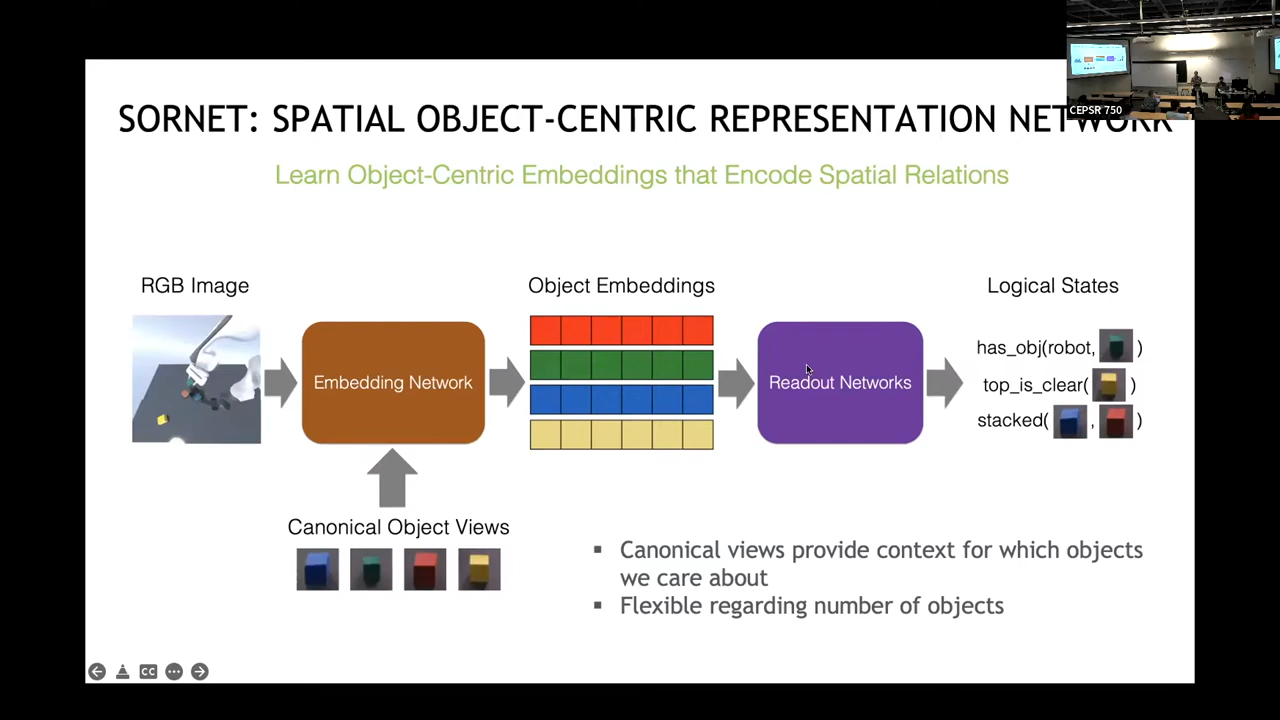 CEPSR 750
SORNET: SPATIAL OBJECT-CENTRIC REPRESENTATION NETWORK
Learn Object-Centric Embeddings that Encode Spatial Relations
RGB Image
Object Embeddings
Logical States
Embedding Network
Readout Networks
has_obj(robot, )
top_is_clear( )
stacked( , )
Canonical Object Views
▪ Canonical views provide context for which objects
we care about
▪ Flexible regarding number of objects
CC